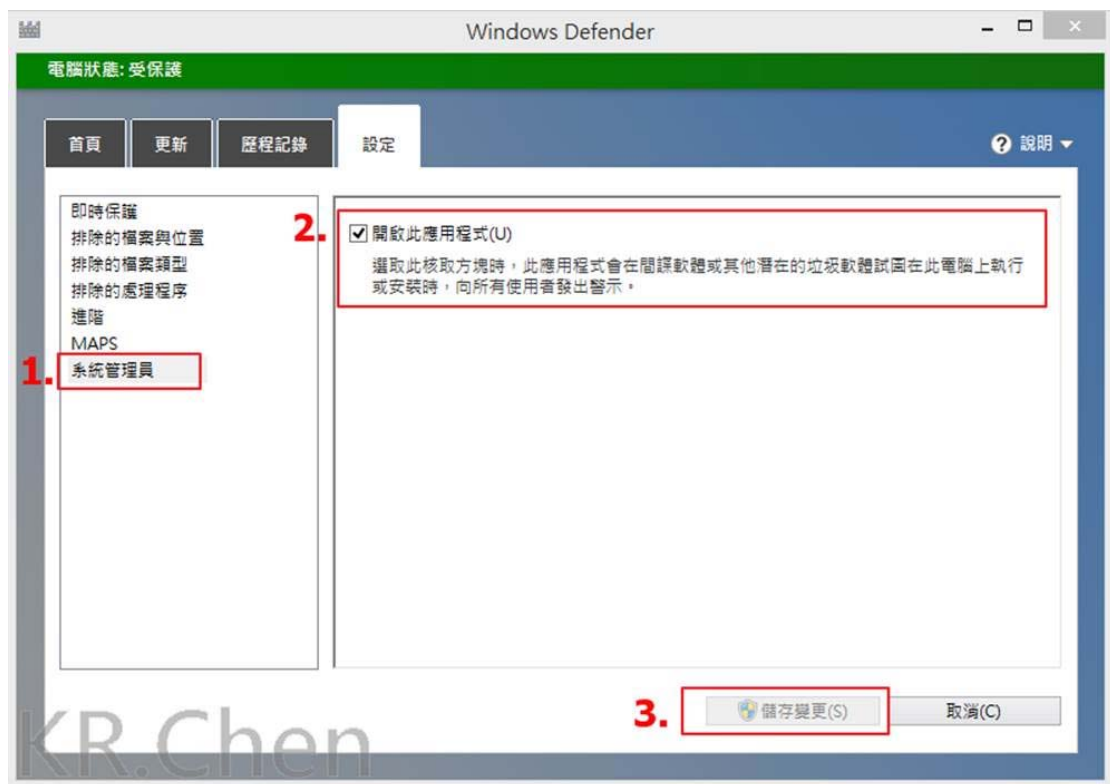 Windows Defender
電腦狀態: 受保護
首頁
更新
歷程記錄
設定
說明
即時保護
排除的檔案與位置
排除的檔案類型
排除的處理程序
進階
MAPS
1. 系統管理員
2. 開啟此應用程式(U)
選取此核取方塊時，此應用程式會在間諜軟體或其他潛在的垃圾軟體試圖在此電腦上執行
或安裝時，向所有使用者發出警示。
3. 儲存變更(S)
取消(C)
KR.Chen